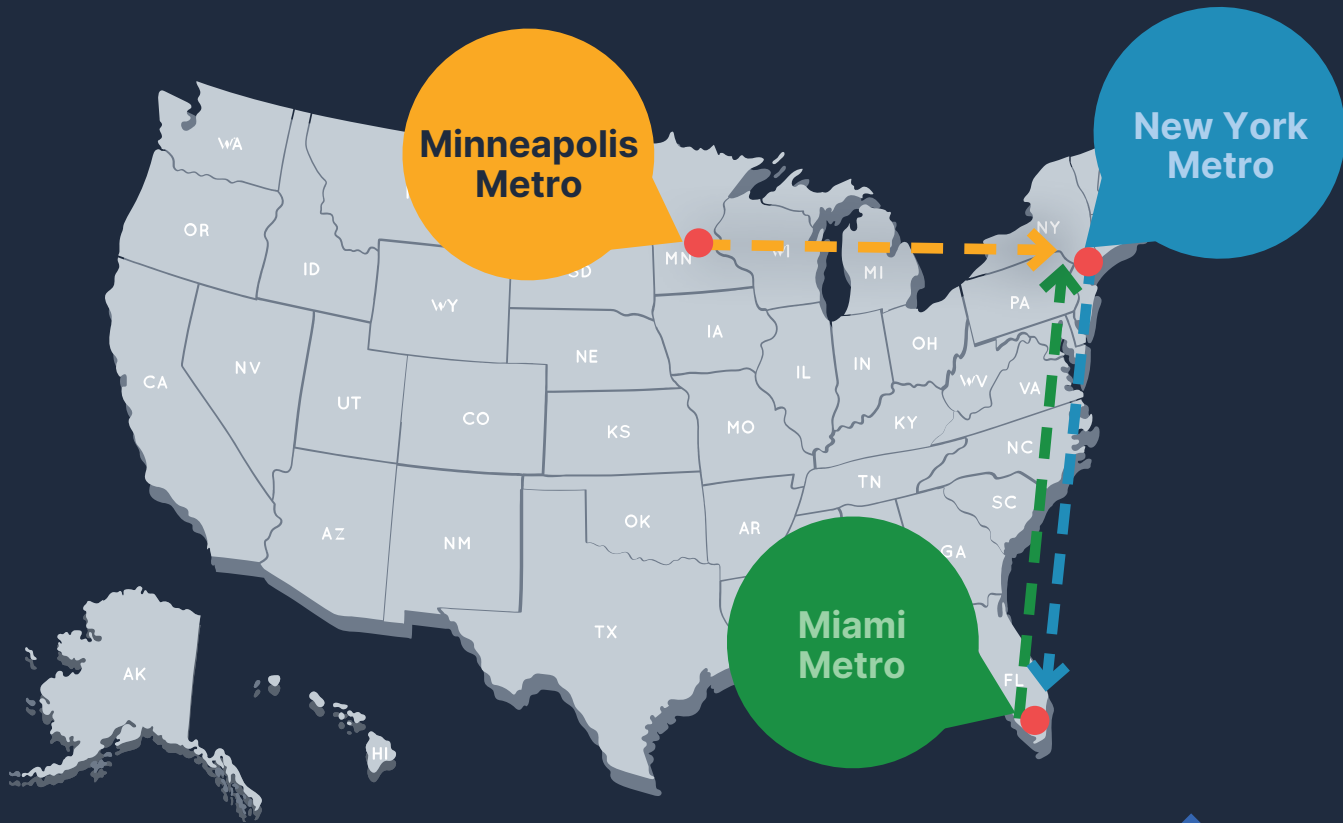 Minneapolis
Metro
New York
Metro
WA
OR
ID
WY
SD
MN
WI
MI
NY
PA
CA
NV
UT
CO
NE
IA
IL
IN
OH
WV
VA
KS
MO
KY
NC
AZ
NM
OK
AR
TN
SC
GA
TX
Miami
Metro
FL
AK
HI